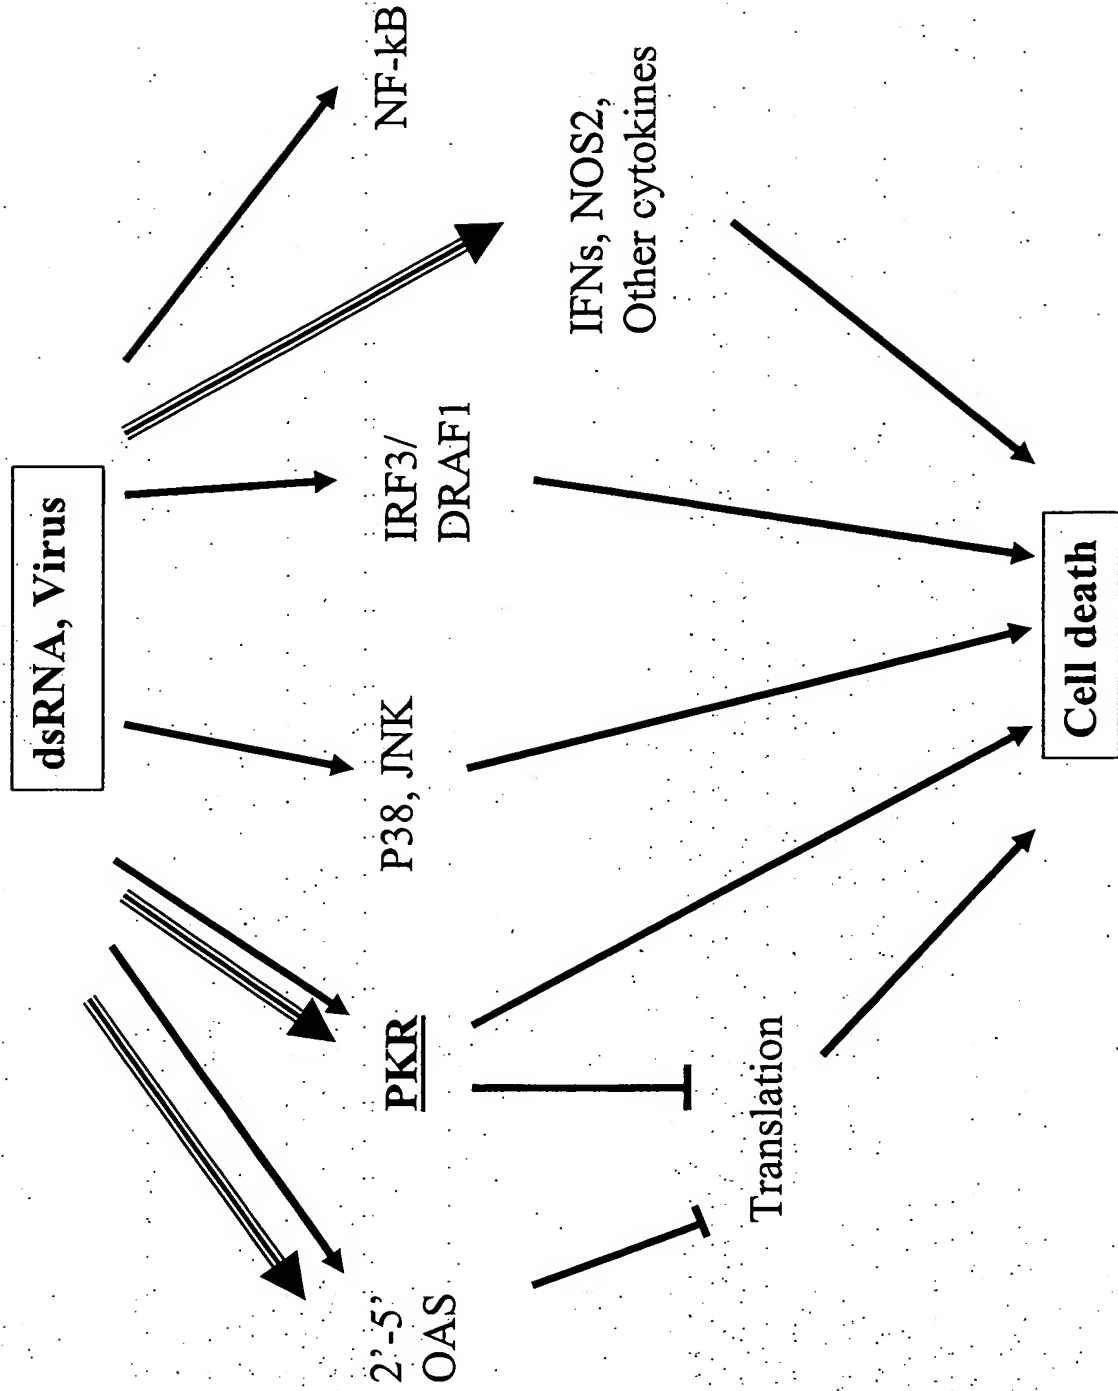 dsRNA, Virus
2'-5'
OAS
PKR
P38, JNK
IRF3/
DRAF1
NF-kB
IFNs, NOS2,
Other cytokines
Translation
Cell death